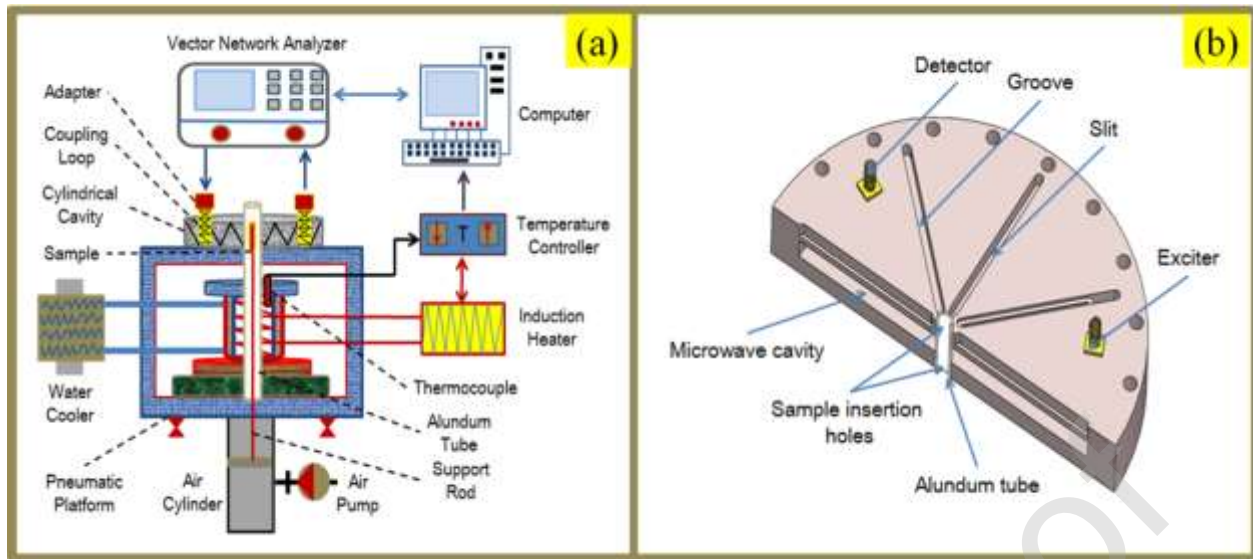 (a)
Vector Network Analyzer
Adapter
Coupling
Loop
Cylindrical
Cavity
Sample
Computer
T
Temperature
Controller
Induction
Heater
Thermocouple
Water
Cooler
Alundum
Tube
Support
Rod
Pneumatic
Platform
Air
Cylinder
Air
Pump
(b)
Detector
Groove
Slit
Exciter
Microwave cavity
Sample insertion
holes
Alundum tube